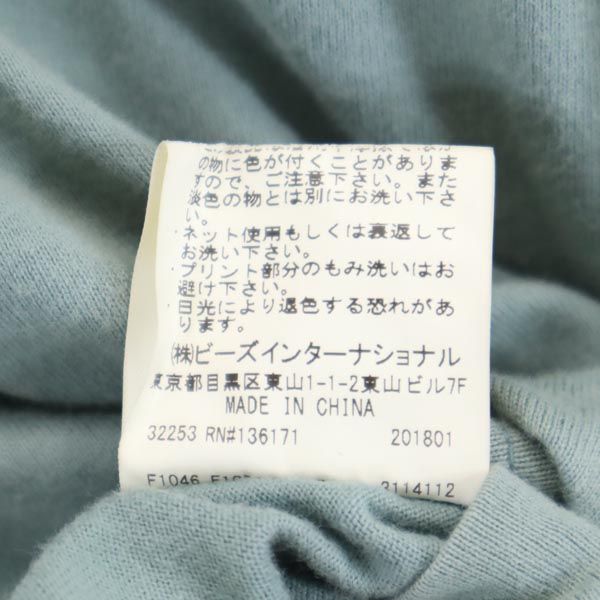 の物に色が付くことがありま
すので、ご注意下さい。また
淡色の物とは別にお洗い下さ
い。
・ネット使用もしくは裏返して
お洗い下さい。
・プリント部分のもみ洗いはお
避け下さい。
・日光により退色する恐れがあ
ります。
(株)ビーズインターナショナル
東京都目黒区東山1-1-2東山ビル7F
MADE IN CHINA
32253 RN#136171 201801
F1046 3114112